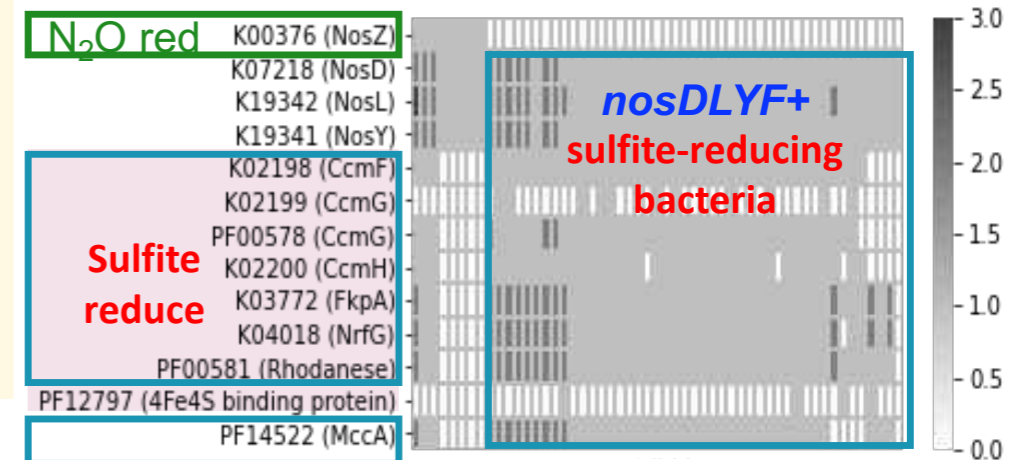 N₂O red
K00376 (NosZ)
K07218 (NosD)
K19342 (NosL)
K19341 (NosY)
K02198 (CcmF)
K02199 (CcmG)
PF00578 (CcmG)
K02200 (CcmH)
K03772 (FkpA)
K04018 (NrfG)
PF00581 (Rhodanese)
PF12797 (4Fe4S binding protein)
PF14522 (MccA)
Sulfite
reduce
nosDLYF+
sulfite-reducing
bacteria
3.0
2.5
2.0
1.5
1.0
0.5
0.0